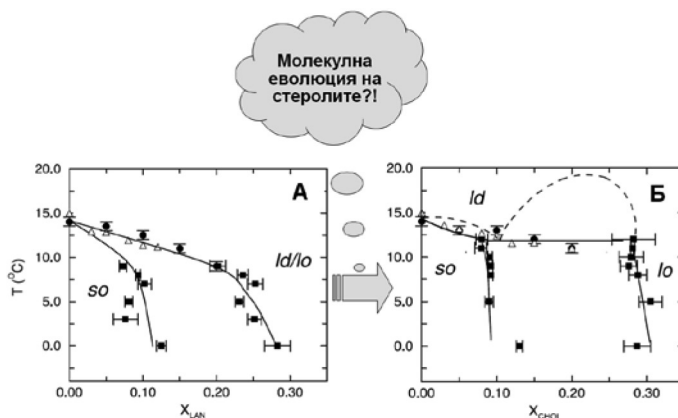 Молекулна
еволюция на
стеролите?!
20.0
15.0
10.0
5.0
0.0
T (°C)
А
so
ld/lo
0.00
0.10
0.20
0.30
X_LAN
20.0
15.0
10.0
5.0
0.0
T (°C)
Б
ld
so
lo
0.00
0.10
0.20
0.30
X_CHOL